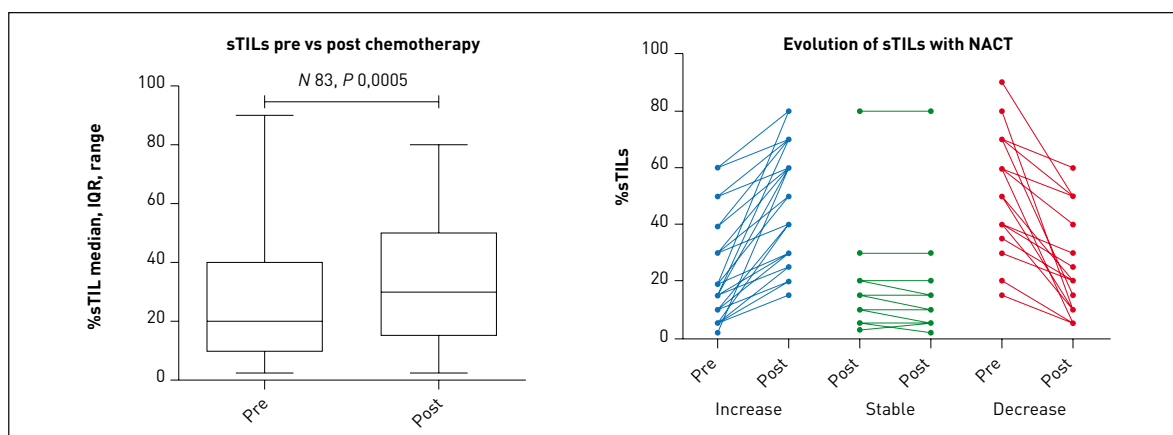 sTILs pre vs post chemotherapy
N 83, P 0,0005
%sTIL median, IQR, range
100
80
60
40
20
0
Pre
Post
Evolution of sTILs with NACT
%sTILs
100
80
60
40
20
0
Pre
Post
Post
Post
Pre
Post
Increase
Stable
Decrease